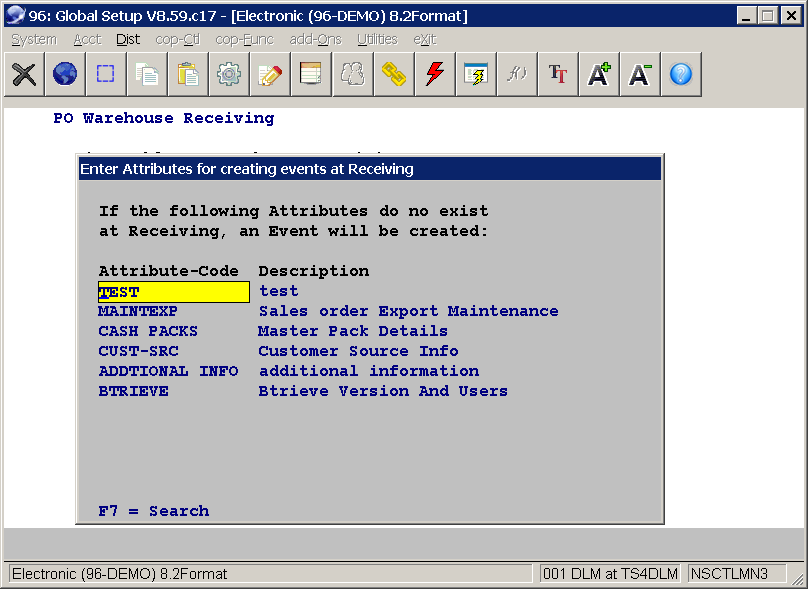 96: Global Setup V8.59.c17 - [Electronic (96-DEMO) 8.2Format]
System Acct Dist cop-Ctl cop-Func add-Ons Utilities eXit
f() TT A+ A- ?
PO Warehouse Receiving
Enter Attributes for creating events at Receiving
If the following Attributes do no exist
at Receiving, an Event will be created:
Attribute-Code Description
TEST test
MAINTEXP Sales order Export Maintenance
CASH PACKS Master Pack Details
CUST-SRC Customer Source Info
ADDTIONAL INFO additional information
BTRIEVE Btrieve Version And Users
F7 = Search
Electronic (96-DEMO) 8.2Format 001 DLM at TS4DLM NSCTLMN3